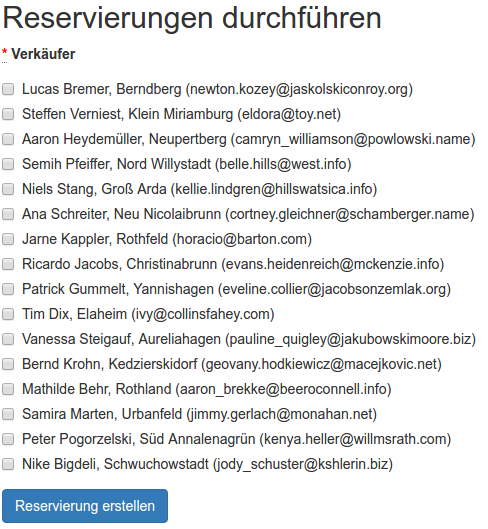 Reservierungen durchführen
* Verkäufer
Lucas Bremer, Berndberg (newton.kozey@jaskolskiconroy.org)
Steffen Verniest, Klein Miriamburg (eldora@toy.net)
Aaron Heydemüller, Neupertberg (camryn_williamson@powlowski.name)
Semih Pfeiffer, Nord Willystadt (belle.hills@west.info)
Niels Stang, Groß Arda (kellie.lindgren@hillswatsica.info)
Ana Schreiter, Neu Nicolaibrunn (cortney.gleichner@schamberger.name)
Jarne Kappler, Rothfeld (horacio@barton.com)
Ricardo Jacobs, Christinabrunn (evans.heidenreich@mckenzie.info)
Patrick Gummelt, Yannishagen (eveline.collier@jacobsonzemlak.org)
Tim Dix, Elaheim (ivy@collinsfahey.com)
Vanessa Steigauf, Aureliahagen (pauline_quigley@jakubowskimoore.biz)
Bernd Krohn, Kedzierskidorf (geovany.hodkiewicz@macejkovic.net)
Mathilde Behr, Rothland (aaron_brekke@beeroconnell.info)
Samira Marten, Urbanfeld (jimmy.gerlach@monahan.net)
Peter Pogorzelski, Süd Annalenagrün (kenya.heller@willmsrath.com)
Nike Bigdeli, Schwuchowstadt (jody_schuster@kshlerin.biz)
Reservierung erstellen